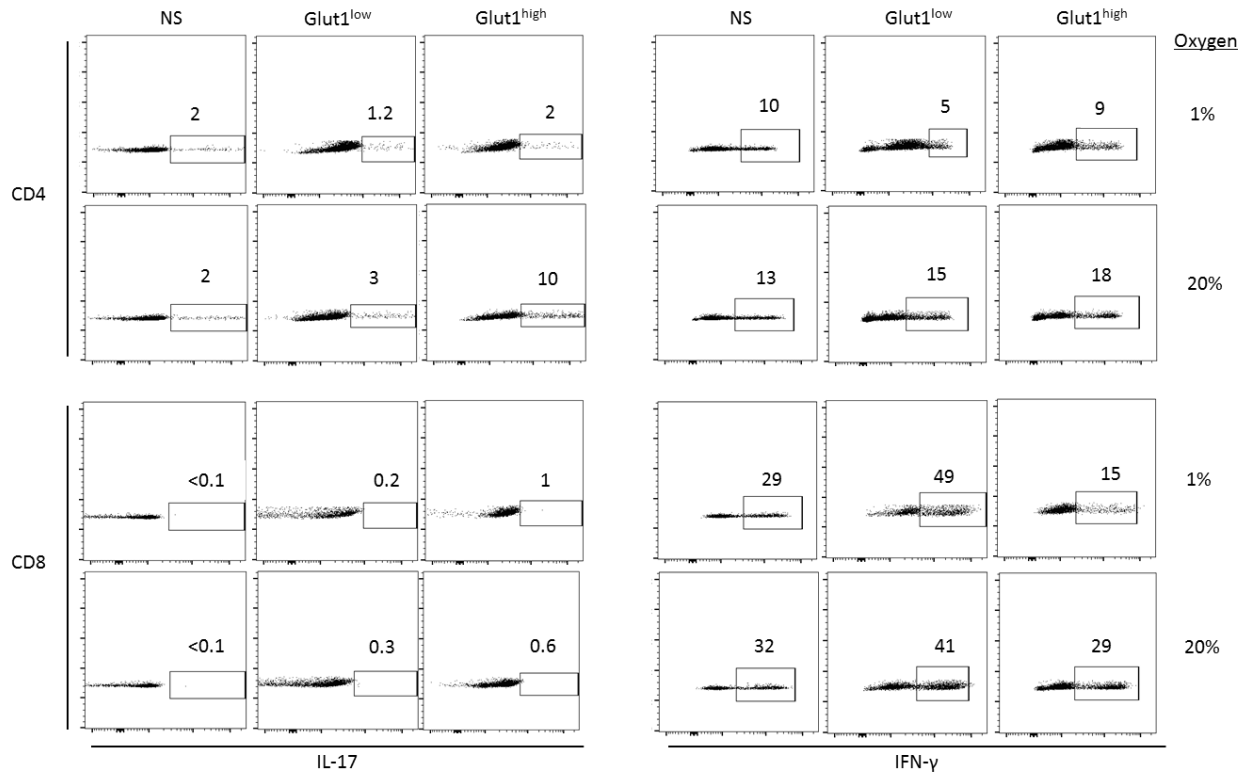 NS Glut1low Glut1high NS Glut1low Glut1high
Oxygen
2 1.2 2 10 5 9 1%
CD4
2 3 10 13 15 18 20%
<0.1 0.2 1 29 49 15 1%
CD8
<0.1 0.3 0.6 32 41 29 20%
IL-17 IFN-γ